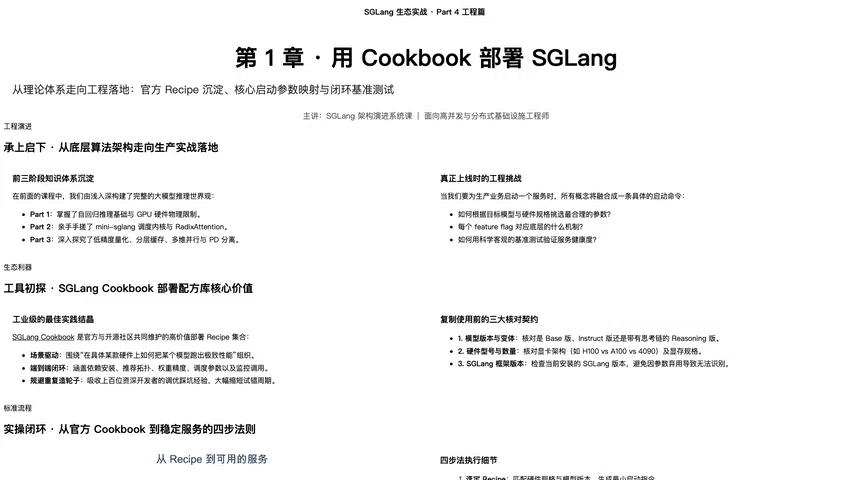 SGLang 生态实战 · Part 4 工程篇
第 1 章 · 用 Cookbook 部署 SGLang
从理论体系走向工程落地：官方 Recipe 沉淀、核心启动参数映射与闭环基准测试
主讲：SGLang 架构演进系统课 ｜ 面向高并发与分布式基础设施工程师
工程演进
承上启下 · 从底层算法架构走向生产实战落地
前三阶段知识体系沉淀
在前面的课程中，我们由浅入深构建了完整的大模型推理世界观：
• Part 1：掌握了自回归推理基础与 GPU 硬件物理限制。
• Part 2：亲手手搓了 mini-sglang 调度内核与 RadixAttention。
• Part 3：深入探究了低精度量化、分层缓存、多维并行与 PD 分离。
真正上线时的工程挑战
当我们要为生产业务启动一个服务时，所有概念将融合成一条具体的启动命令：
• 如何根据目标模型与硬件规格挑选最合理的参数?
• 每个 feature flag 对应底层的什么机制?
• 如何用科学客观的基准测试验证服务健康度?
生态利器
工具初探 · SGLang Cookbook 部署配方库核心价值
工业级的最佳实践结晶
SGLang Cookbook 是官方与开源社区共同维护的高价值部署 Recipe 集合：
• 场景驱动：围绕“在具体某款硬件上如何把某个模型跑出极致性能”组织。
• 端到端闭环：涵盖依赖安装、推荐拓扑、权重精度、调度参数以及监控调用。
• 规避重复造轮子：吸收上百位资深开发者的调优踩坑经验，大幅缩短试错周期。
复制使用前的三大核对契约
• 1. 模型版本与变体：核对是 Base 版、Instruct 版还是带有思考链的 Reasoning 版。
• 2. 硬件型号与数量：核对显卡架构（如 H100 vs A100 vs 4090）及显存规格。
• 3. SGLang 框架版本：检查当前安装的 SGLang 版本，避免因参数弃用导致无法识别。
标准流程
实操闭环 · 从官方 Cookbook 到稳定服务的四步法则
从 Recipe 到可用的服务
四步法执行细节
1. 选定 Recipe：匹配硬件规格与模型版本，生成最小启动指令。